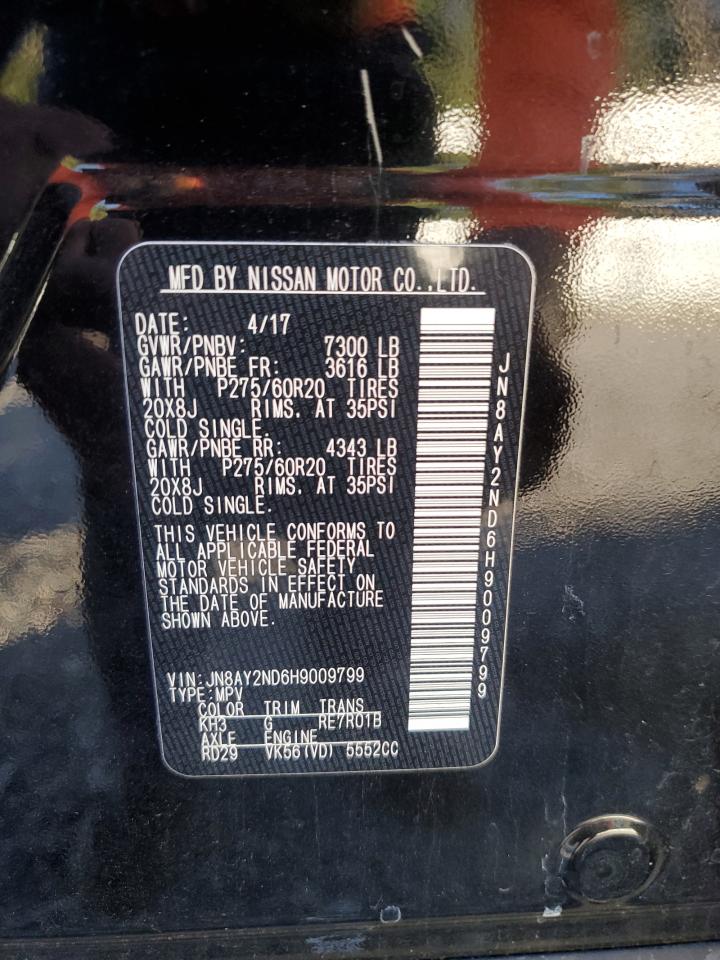 MFD BY NISSAN MOTOR CO.,LTD.
DATE: 4/17
GVWR/PNBV: 7300 LB
GAWR/PNBE FR: 3616 LB
WITH P275/60R20 TIRES
20X8J RIMS. AT 35PSI
COLD SINGLE.
GAWR/PNBE RR: 4343 LB
WITH P275/60R20 TIRES
20X8J RIMS. AT 35PSI
COLD SINGLE.
THIS VEHICLE CONFORMS TO
ALL APPLICABLE FEDERAL
MOTOR VEHICLE SAFETY
STANDARDS IN EFFECT ON
THE DATE OF MANUFACTURE
SHOWN ABOVE.
VIN:JN8AY2ND6H9009799
TYPE:MPV
COLOR TRIM TRANS
KH3 G RE7R01B
AXLE ENGINE
RD29 VK56(VD) 5552CC
JN8AY2ND6H9009799